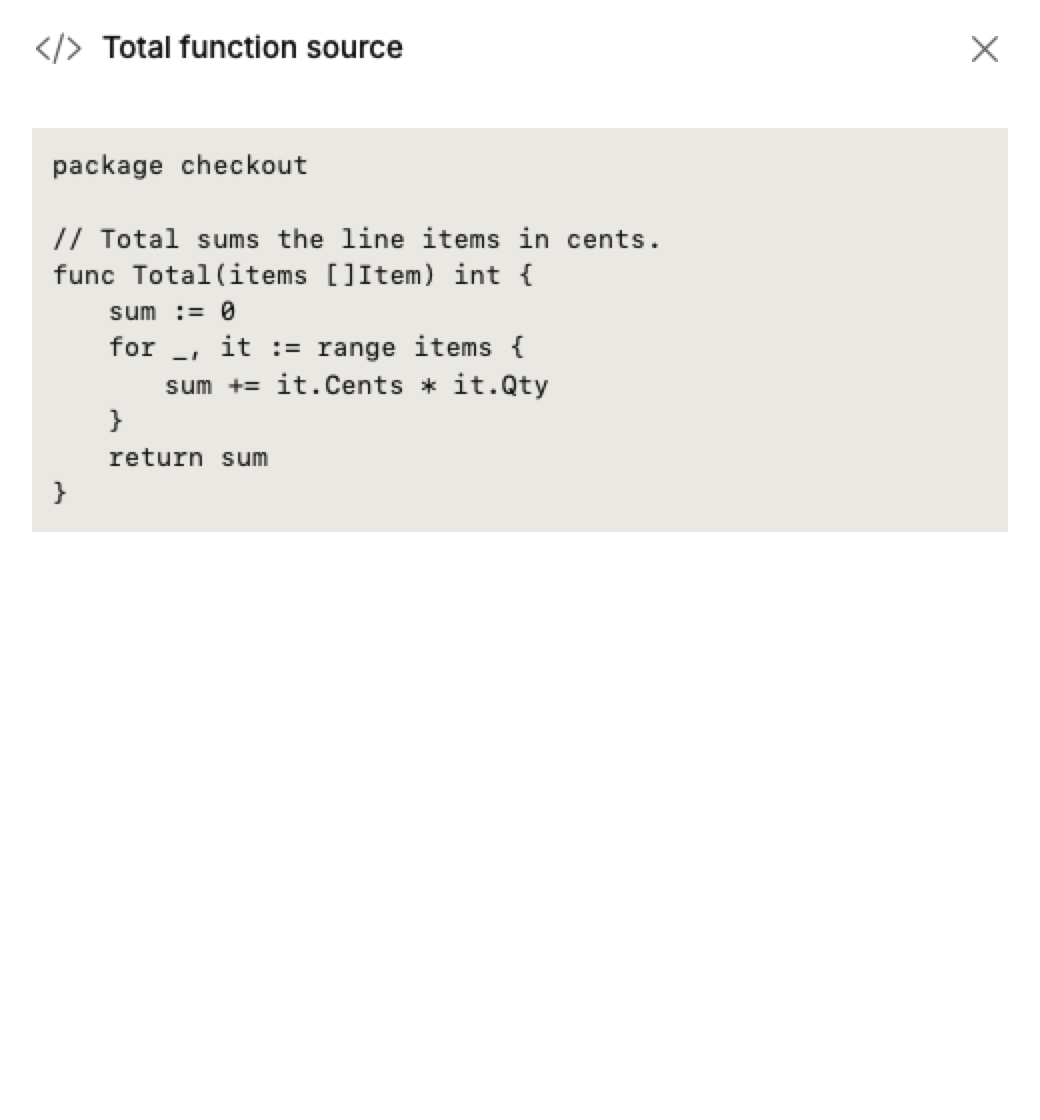 </> Total function source
package checkout

// Total sums the line items in cents.
func Total(items []Item) int {
    sum := 0
    for _, it := range items {
        sum += it.Cents * it.Qty
    }
    return sum
}